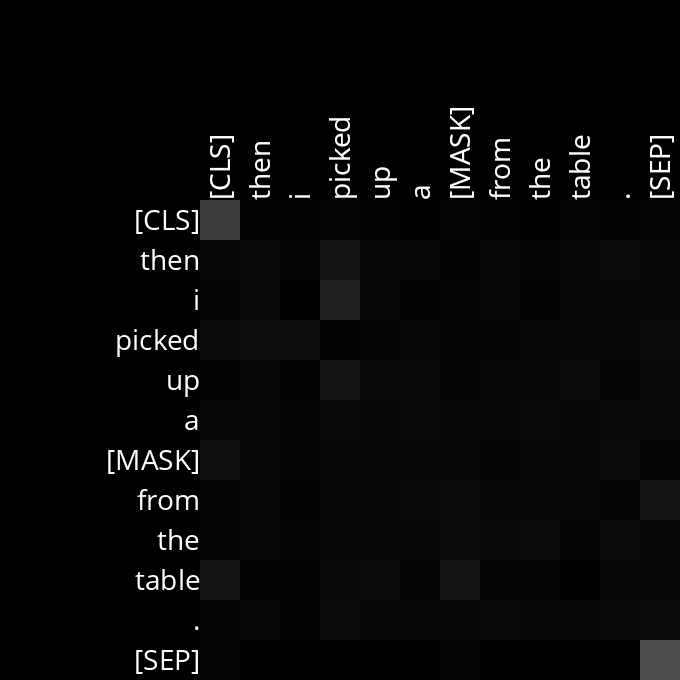 [CLS] then i picked up a [MASK] from the table . [SEP]
[CLS]
then
i
picked
up
a
[MASK]
from
the
table
.
[SEP]